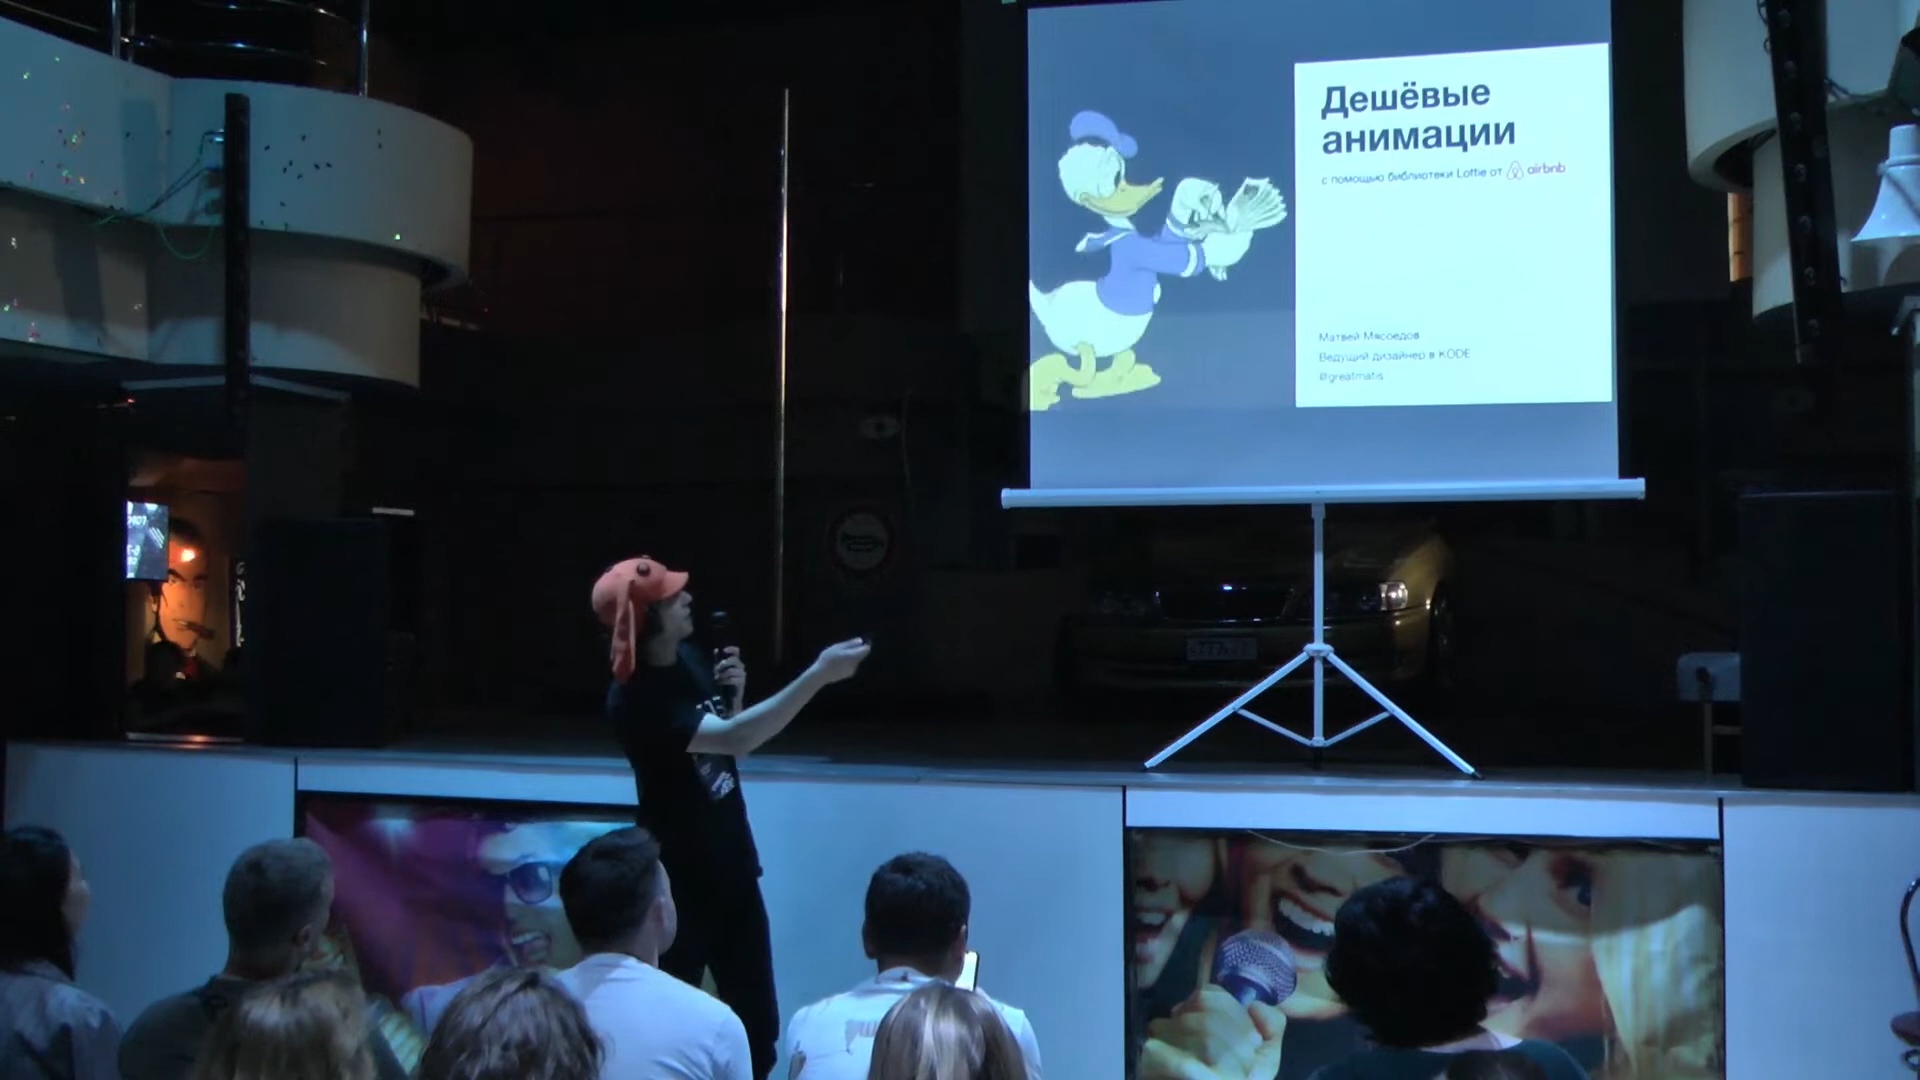 Дешёвые
анимации
с помощью библиотеки Lottie от airbnb
Матвей Мясоедов
Ведущий дизайнер в KODE
@greatmatis